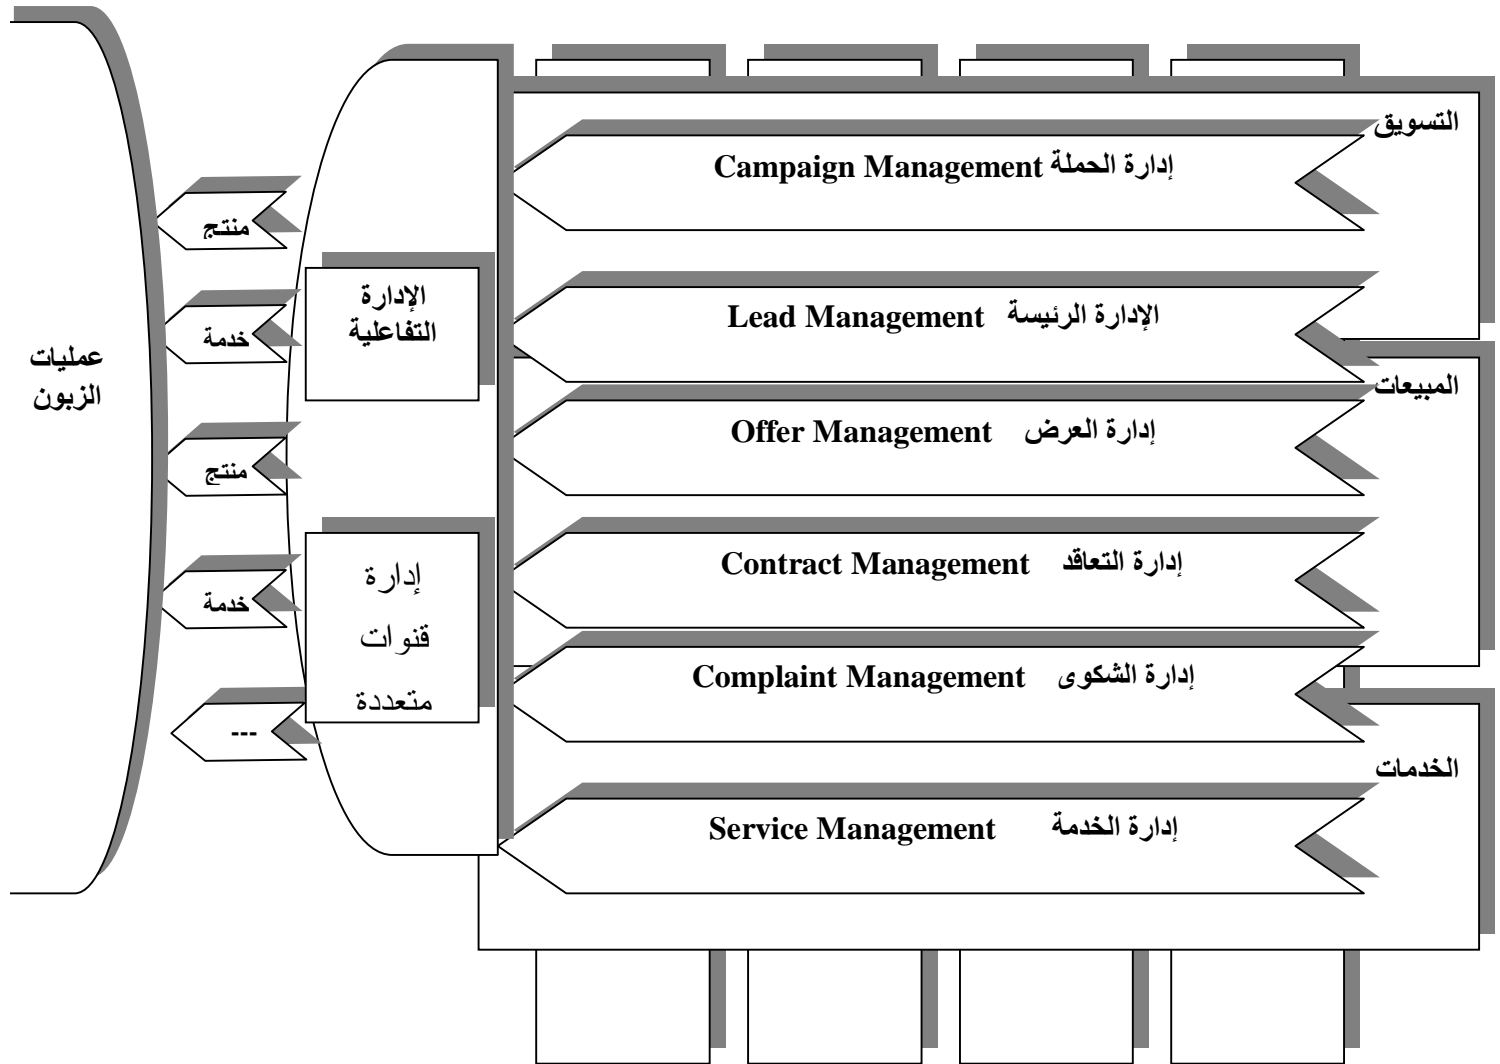 التسويق
إدارة الحملة Campaign Management
منتج
الإدارة
التفاعلية
الإدارة الرئيسة Lead Management
خدمة
عمليات
الزبون
المبيعات
إدارة العرض Offer Management
منتج
إدارة التعاقد Contract Management
إدارة
قنوات
متعددة
خدمة
إدارة الشكوى Complaint Management
---
الخدمات
إدارة الخدمة Service Management